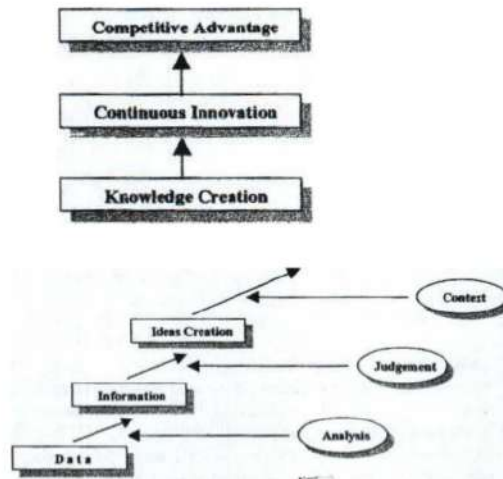 Competitive Advantage
Continuous Innovation
Knowledge Creation
Context
Ideas Creation
Judgement
Information
Analysis
Data